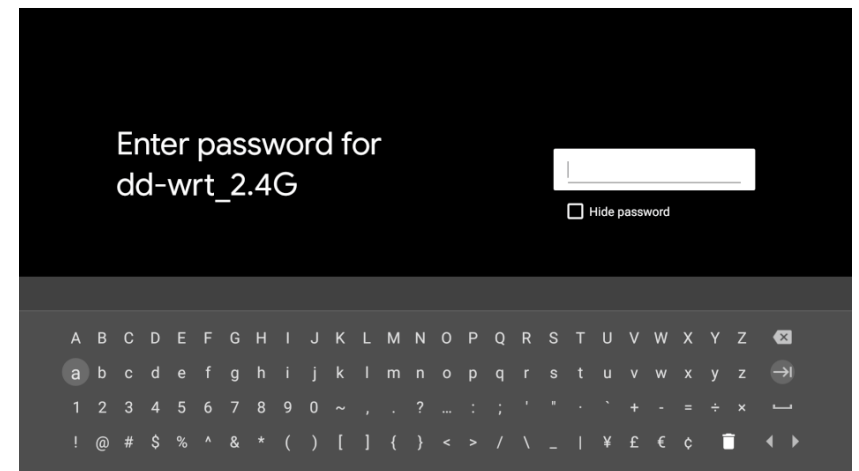 Enter password for
dd-wrt_2.4G
Hide password
A B C D E F G H I J K L M N O P Q R S T U V W X Y Z
a b c d e f g h i j k l m n o p q r s t u v w x y z
1 2 3 4 5 6 7 8 9 0 ~ , . ? … : ; ' " · ` + - = ÷ ×
! @ # $ % ^ & * ( ) [ ] { } < > / \ _ | ¥ £ € ¢